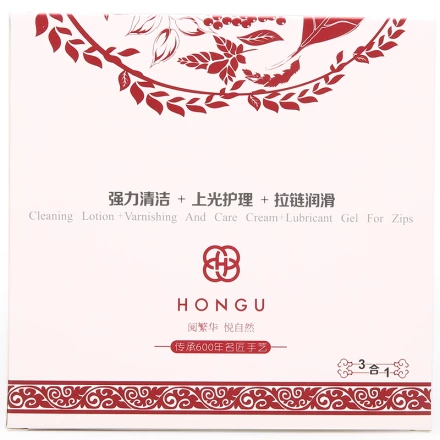 强力清洁 + 上光护理 + 拉链润滑
Cleaning Lotion+Varnishing And Care Cream+Lubricant Gel For Zips
HONGU
阅繁华 悦自然
传承600年名匠手艺
3合1